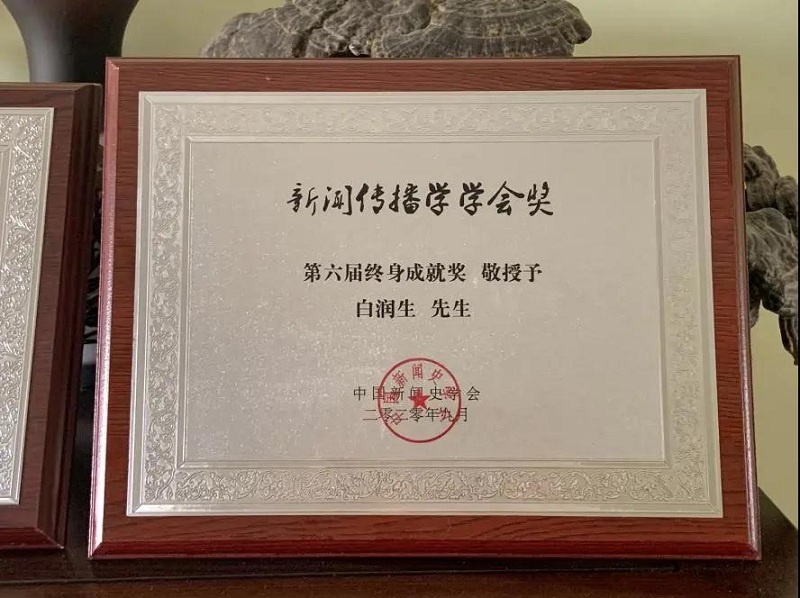 新闻传播学学会奖
第六届终身成就奖 敬授予
白润生 先生
中国新闻史学会
二零二零年九月